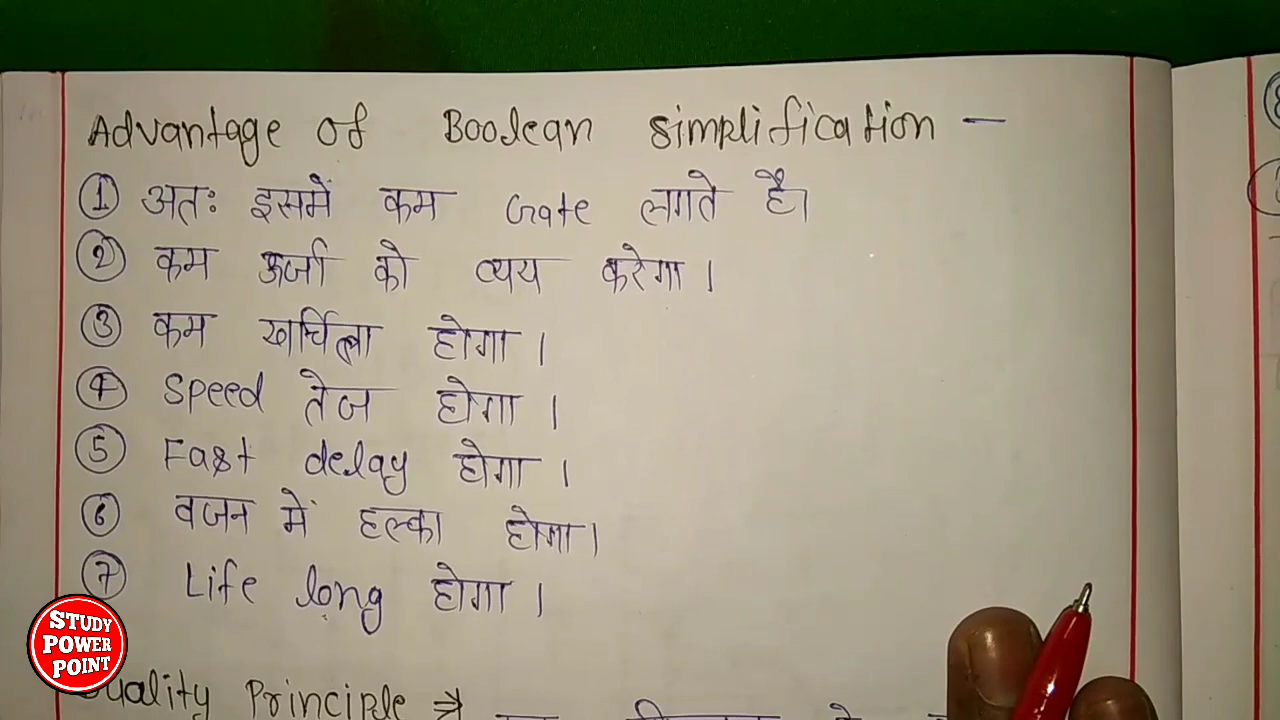 Advantage of Boolean simplification —
① अतः इसमें कम Gate लगते है।
② कम ऊर्जा को व्यय करेगा।
③ कम खर्चिला होगा।
④ Speed तेज होगा।
⑤ Fast delay होगा।
⑥ वजन में हल्का होगा।
⑦ Life long होगा।
STUDY
POWER
POINT
Duality Principle ⇒